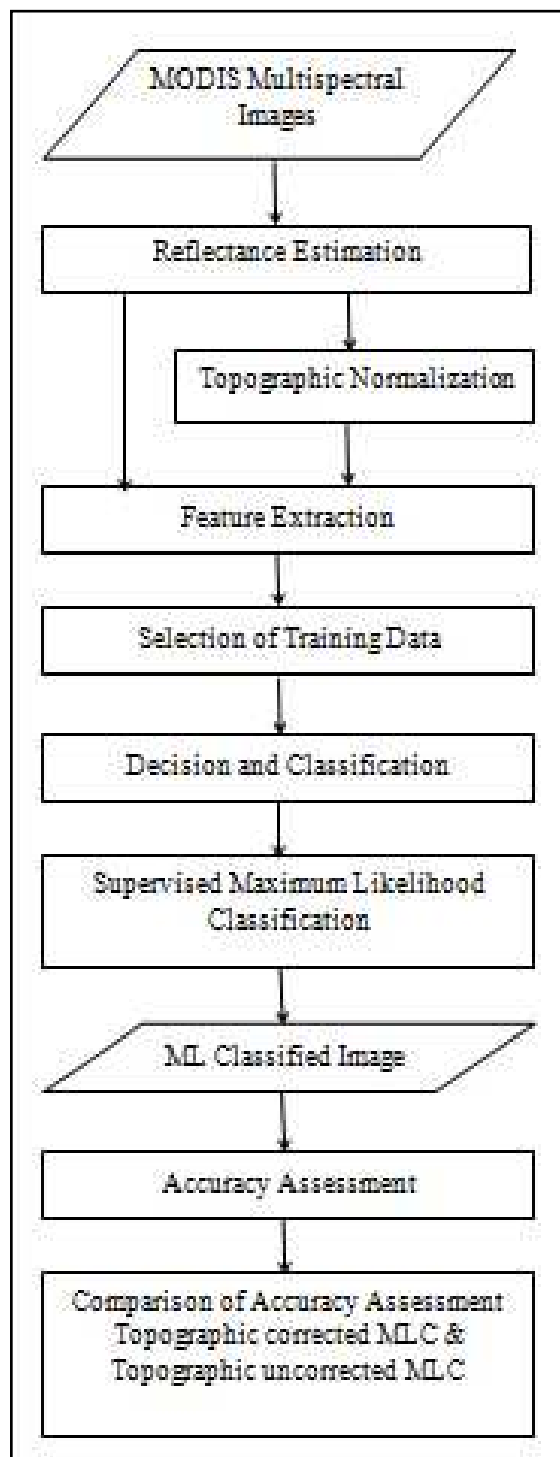 MODIS Multispectral
Images
Reflectance Estimation
Topographic Normalization
Feature Extraction
Selection of Training Data
Decision and Classification
Supervised Maximum Likelihood
Classification
ML Classified Image
Accuracy Assessment
Comparison of Accuracy Assessment
Topographic corrected MLC &
Topographic uncorrected MLC